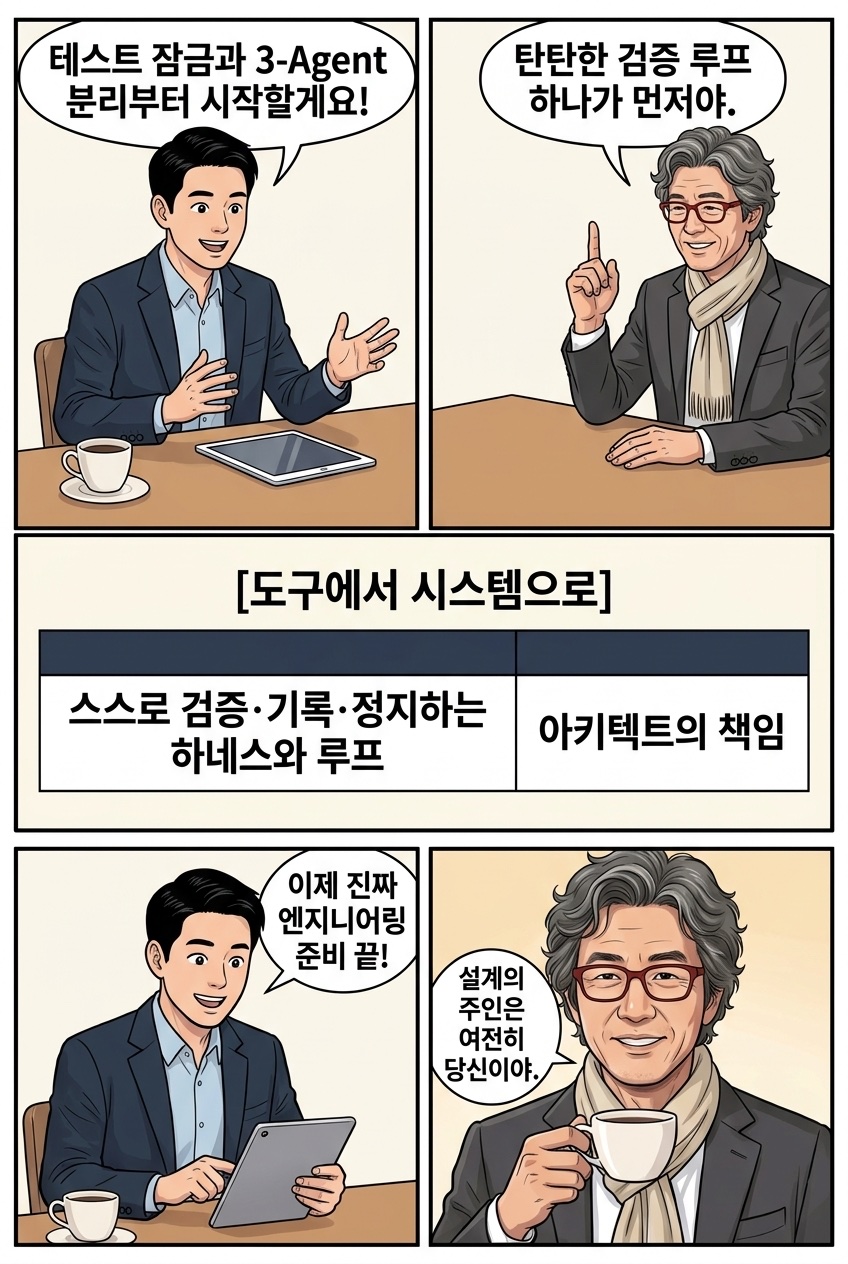 테스트 잠금과 3-Agent
분리부터 시작할게요!
탄탄한 검증 루프
하나가 먼저야.
[도구에서 시스템으로]
스스로 검증·기록·정지하는
하네스와 루프
아키텍트의 책임
이제 진짜
엔지니어링
준비 끝!
설계의
주인은
여전히
당신이야.